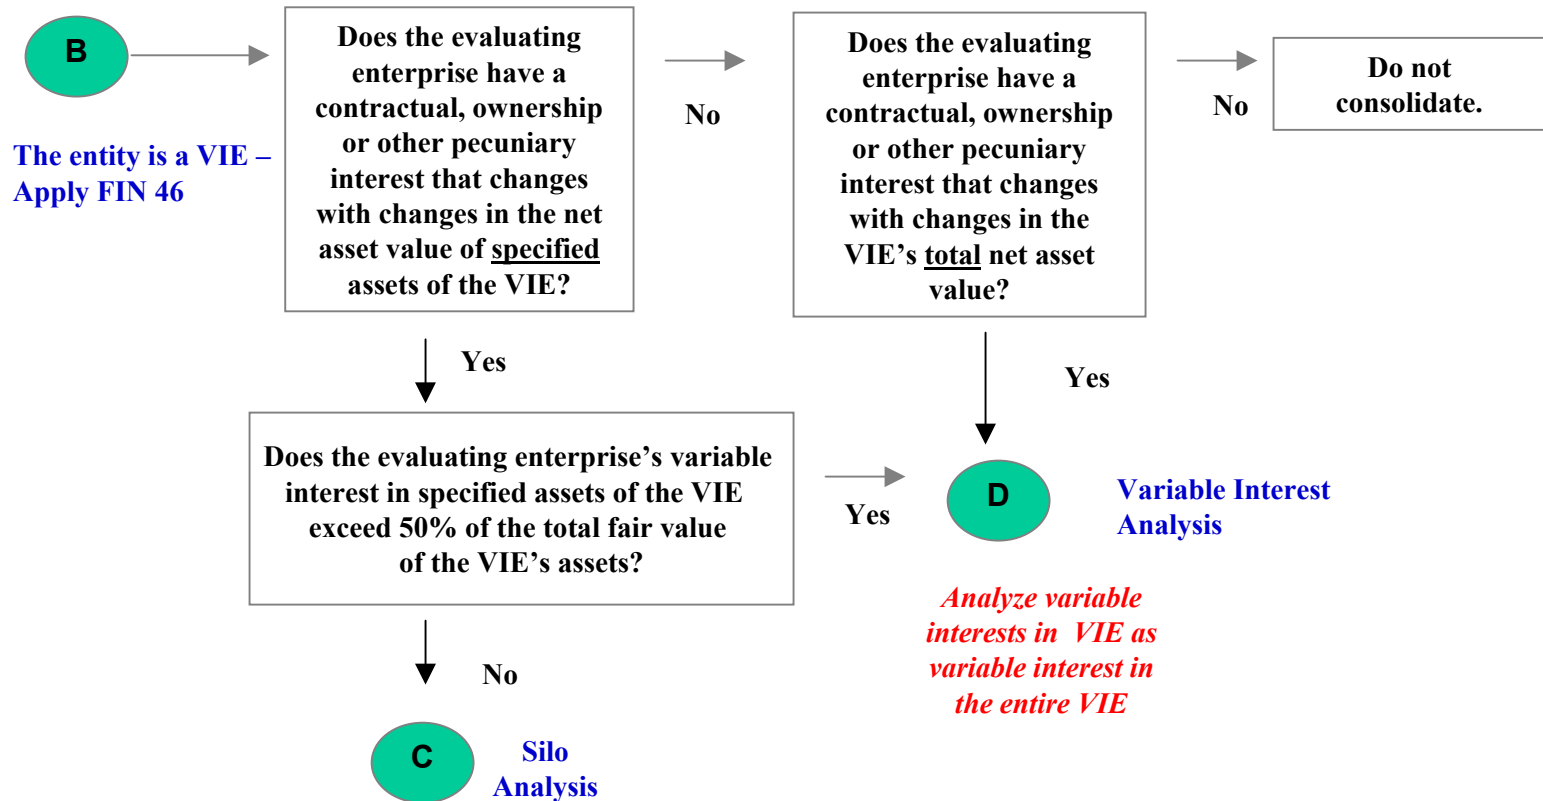 B
The entity is a VIE –
Apply FIN 46
Does the evaluating
enterprise have a
contractual, ownership
or other pecuniary
interest that changes
with changes in the net
asset value of specified
assets of the VIE?
No
Does the evaluating
enterprise have a
contractual, ownership
or other pecuniary
interest that changes
with changes in the
VIE’s total net asset
value?
No
Do not
consolidate.
Yes
Yes
Does the evaluating enterprise’s variable
interest in specified assets of the VIE
exceed 50% of the total fair value
of the VIE’s assets?
Yes
D
Variable Interest
Analysis
Analyze variable
interests in VIE as
variable interest in
the entire VIE
No
C
Silo
Analysis